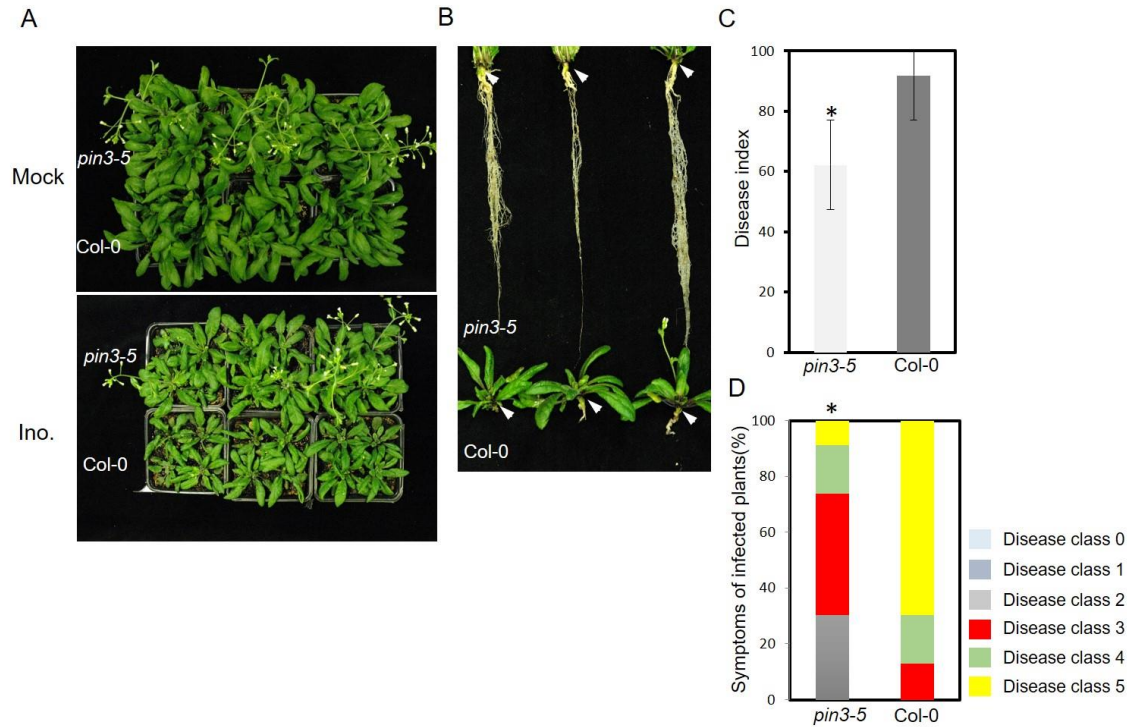 A
Mock
pin3-5
Col-0
Ino.
pin3-5
Col-0
B
pin3-5
Col-0
C
Disease index
100
80
60
40
20
0
*
pin3-5
Col-0
D
Symptoms of infected plants(%)
100
80
60
40
20
0
*
pin3-5
Col-0
Disease class 0
Disease class 1
Disease class 2
Disease class 3
Disease class 4
Disease class 5